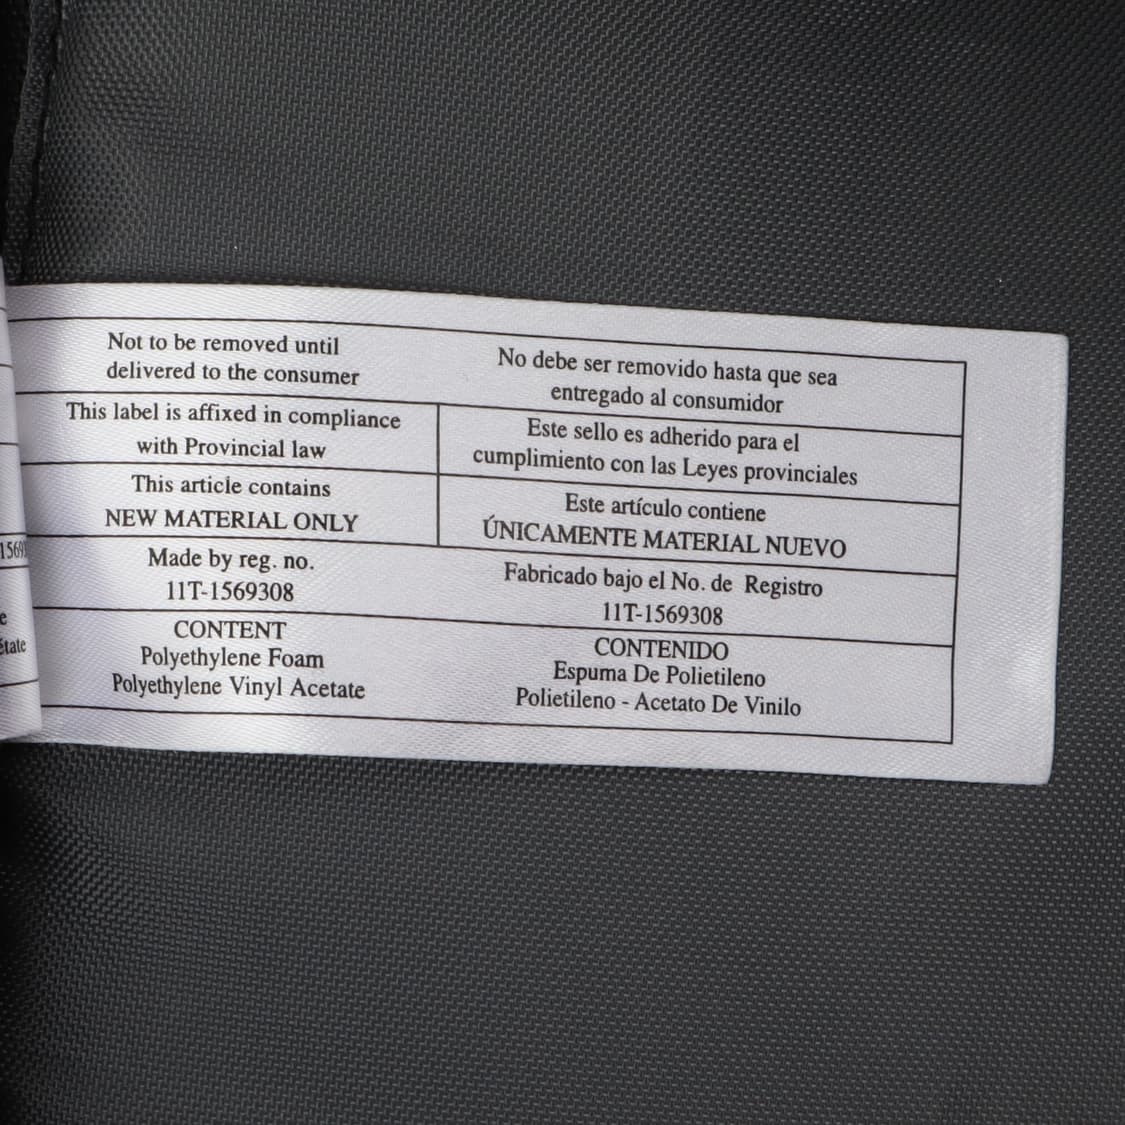 Not to be removed until
delivered to the consumer
No debe ser removido hasta que sea
entregado al consumidor
This label is affixed in compliance
with Provincial law
Este sello es adherido para el
cumplimiento con las Leyes provinciales
This article contains
NEW MATERIAL ONLY
Este artículo contiene
ÚNICAMENTE MATERIAL NUEVO
Made by reg. no.
11T-1569308
Fabricado bajo el No. de Registro
11T-1569308
CONTENT
Polyethylene Foam
Polyethylene Vinyl Acetate
CONTENIDO
Espuma De Polietileno
Polietileno - Acetato De Vinilo